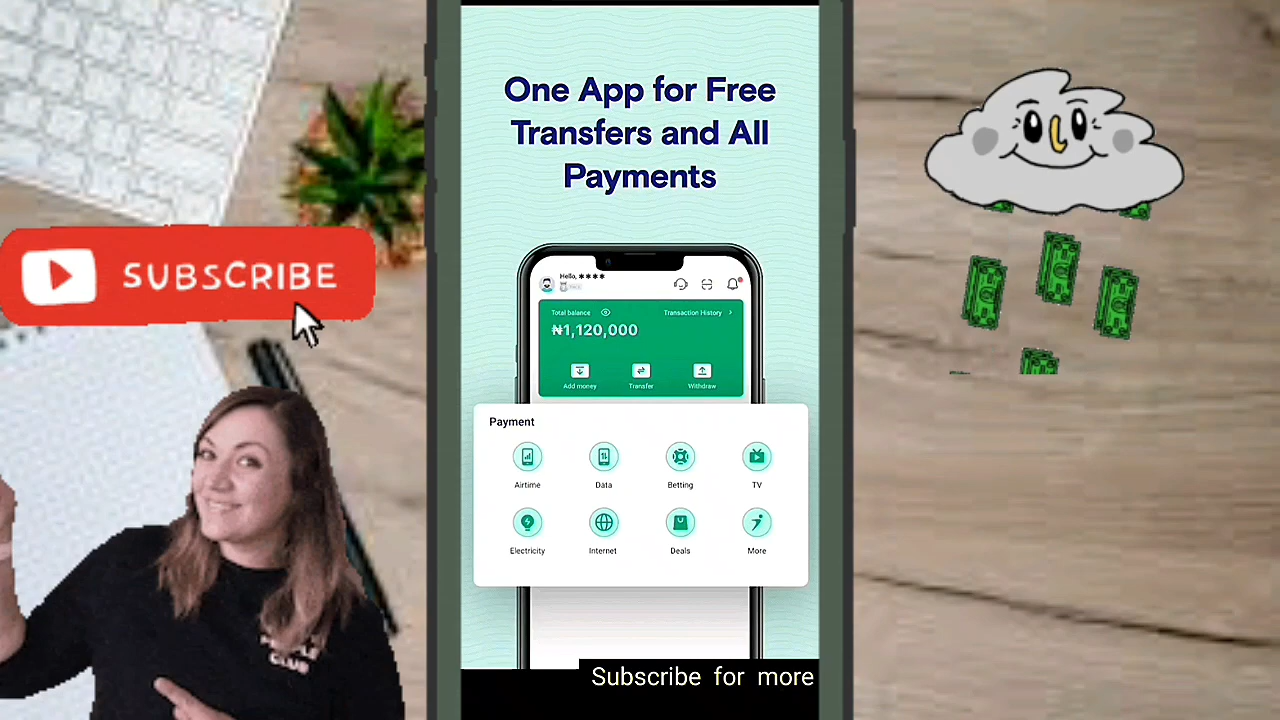 One App for Free
Transfers and All
Payments
SUBSCRIBE
Hello, ****
Total balance
Transaction History >
₦1,120,000
Add money
Transfer
Withdraw
Payment
Airtime
Data
Betting
TV
Electricity
Internet
Deals
More
CLUB
Subscribe for more